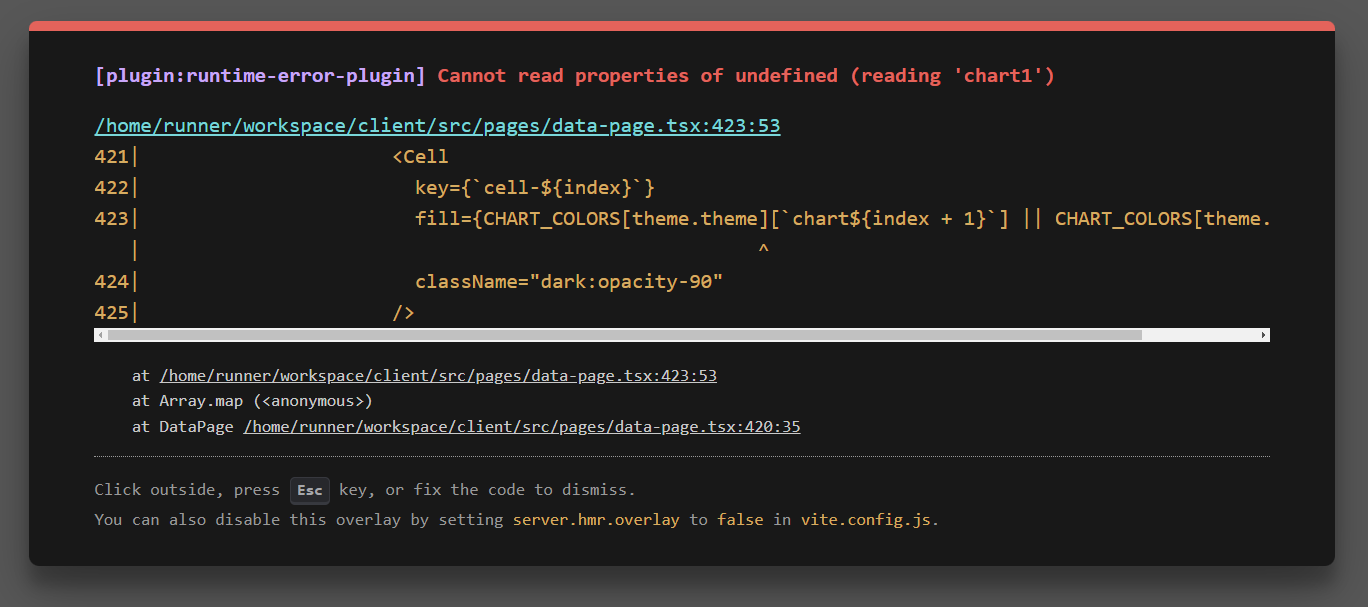 [plugin:runtime-error-plugin] Cannot read properties of undefined (reading 'chart1')
/home/runner/workspace/client/src/pages/data-page.tsx:423:53
421|                       <Cell
422|                         key={`cell-${index}`}
423|                         fill={CHART_COLORS[theme.theme][`chart${index + 1}`] || CHART_COLORS[theme.
   |                                                       ^
424|                         className="dark:opacity-90"
425|                       />
at /home/runner/workspace/client/src/pages/data-page.tsx:423:53
at Array.map (<anonymous>)
at DataPage /home/runner/workspace/client/src/pages/data-page.tsx:420:35
Click outside, press Esc key, or fix the code to dismiss.
You can also disable this overlay by setting server.hmr.overlay to false in vite.config.js.